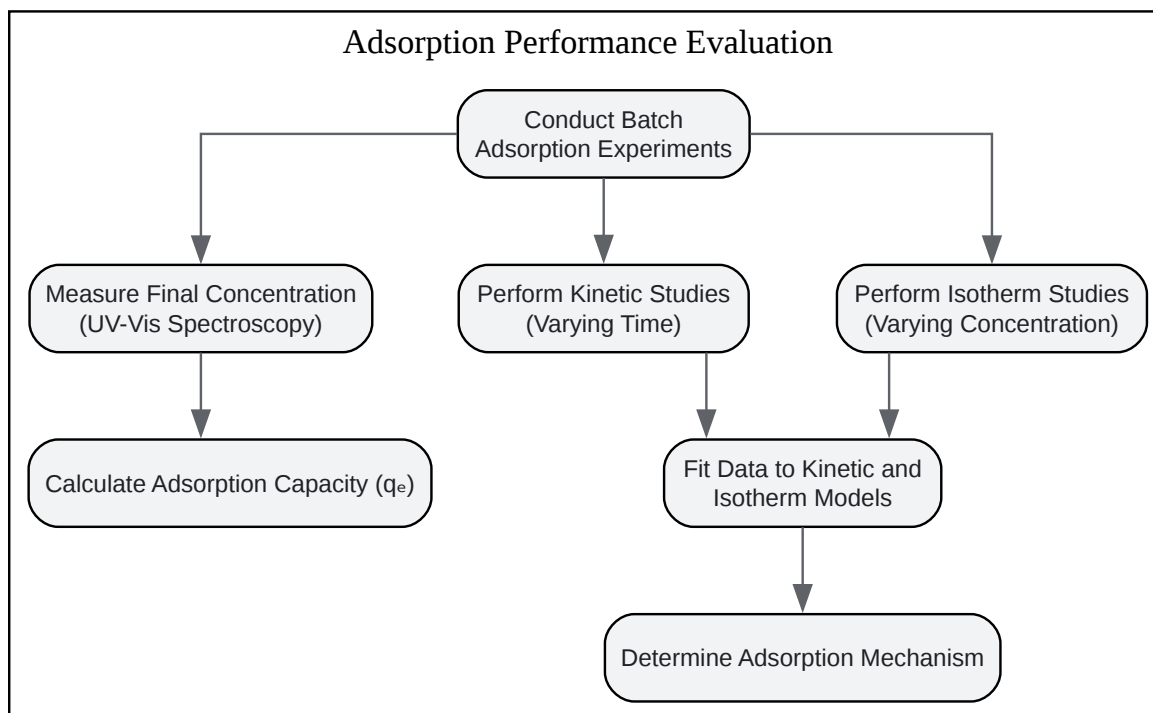 Adsorption Performance Evaluation
Conduct Batch
Adsorption Experiments
Measure Final Concentration
(UV-Vis Spectroscopy)
Perform Kinetic Studies
(Varying Time)
Perform Isotherm Studies
(Varying Concentration)
Calculate Adsorption Capacity (qₑ)
Fit Data to Kinetic and
Isotherm Models
Determine Adsorption Mechanism